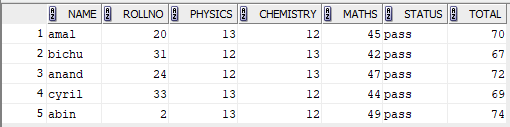 NAME ROLLNO PHYSICS CHEMISTRY MATHS STATUS TOTAL
1 amal 20 13 12 45 pass 70
2 bichu 31 12 13 42 pass 67
3 anand 24 12 13 47 pass 72
4 cyril 33 13 12 44 pass 69
5 abin 2 13 12 49 pass 74